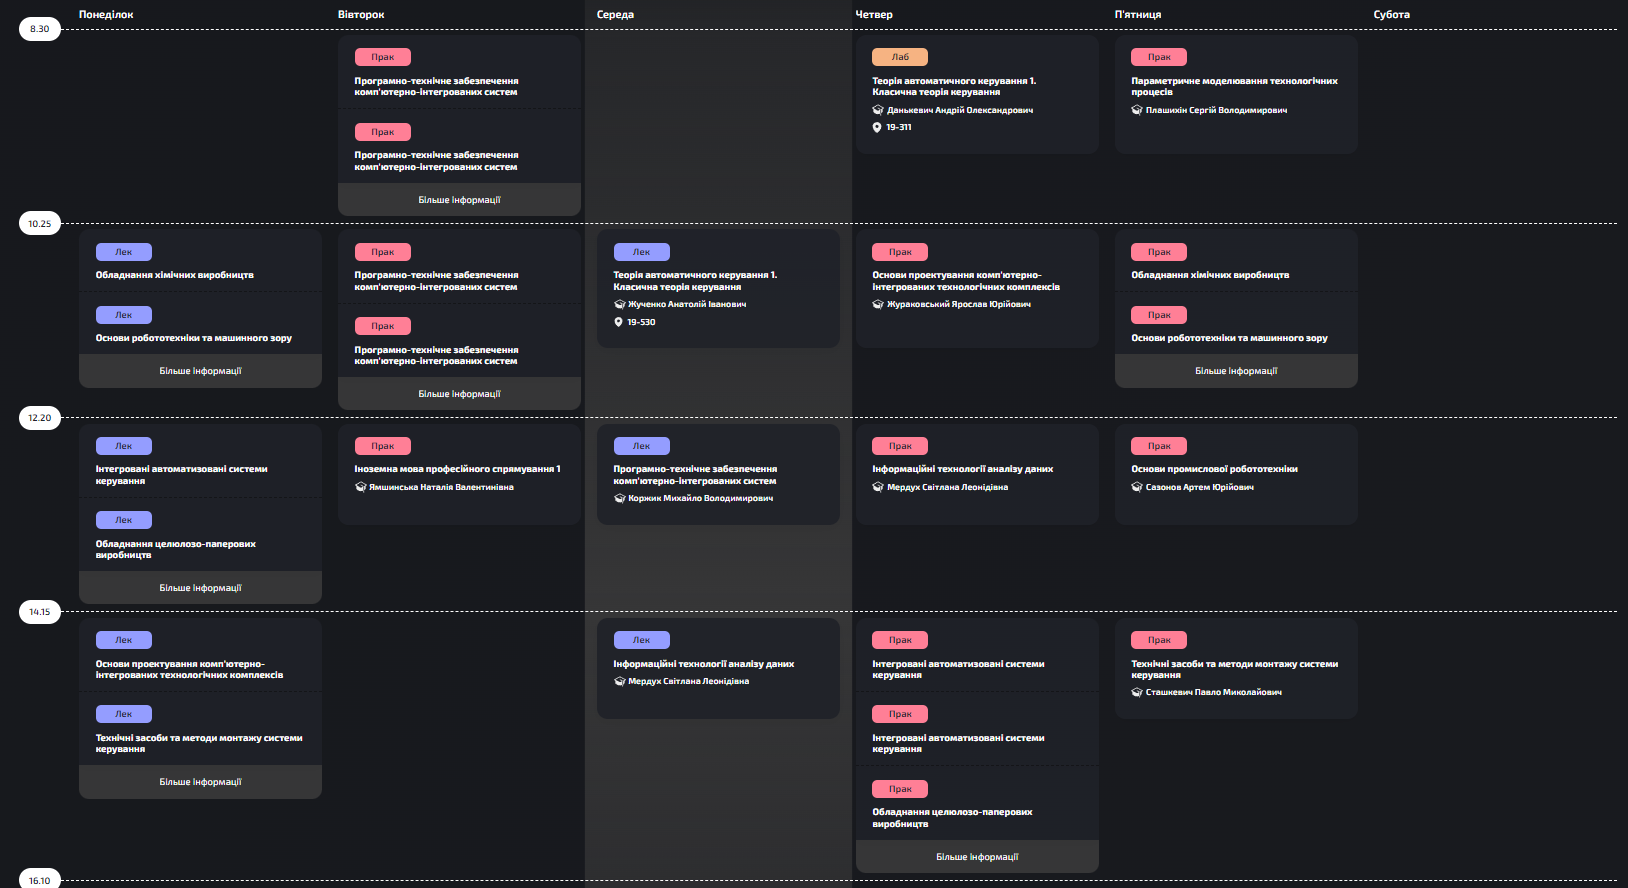 Понеділок
Вівторок
Середа
Четвер
П'ятниця
Субота
8.30
Прак
Програмно-технічне забезпечення
комп'ютерно-інтегрованих систем
Прак
Програмно-технічне забезпечення
комп'ютерно-інтегрованих систем
Більше інформації
Лаб
Теорія автоматичного керування 1.
Класична теорія керування
Данькевич Андрій Олександрович
19-311
Прак
Параметричне моделювання технологічних
процесів
Плашихін Сергій Володимирович
10.25
Лек
Обладнання хімічних виробництв
Лек
Основи робототехніки та машинного зору
Більше інформації
Прак
Програмно-технічне забезпечення
комп'ютерно-інтегрованих систем
Прак
Програмно-технічне забезпечення
комп'ютерно-інтегрованих систем
Більше інформації
Лек
Теорія автоматичного керування 1.
Класична теорія керування
Жученко Анатолій Іванович
19-530
Прак
Основи проектування комп'ютерно-
інтегрованих технологічних комплексів
Жураковський Ярослав Юрійович
Прак
Обладнання хімічних виробництв
Прак
Основи робототехніки та машинного зору
Більше інформації
12.20
Лек
Інтегровані автоматизовані системи
керування
Лек
Обладнання целюлозо-паперових
виробництв
Більше інформації
Прак
Іноземна мова професійного спрямування 1
Ямшинська Наталія Валентинівна
Лек
Програмно-технічне забезпечення
комп'ютерно-інтегрованих систем
Коржик Михайло Володимирович
Прак
Інформаційні технології аналізу даних
Мердух Світлана Леонідівна
Прак
Основи промислової робототехніки
Сазонов Артем Юрійович
14.15
Лек
Основи проектування комп'ютерно-
інтегрованих технологічних комплексів
Лек
Технічні засоби та методи монтажу системи
керування
Більше інформації
Лек
Інформаційні технології аналізу даних
Мердух Світлана Леонідівна
Прак
Інтегровані автоматизовані системи
керування
Прак
Інтегровані автоматизовані системи
керування
Прак
Обладнання целюлозо-паперових
виробництв
Більше інформації
Прак
Технічні засоби та методи монтажу системи
керування
Сташкевич Павло Миколайович
16.10